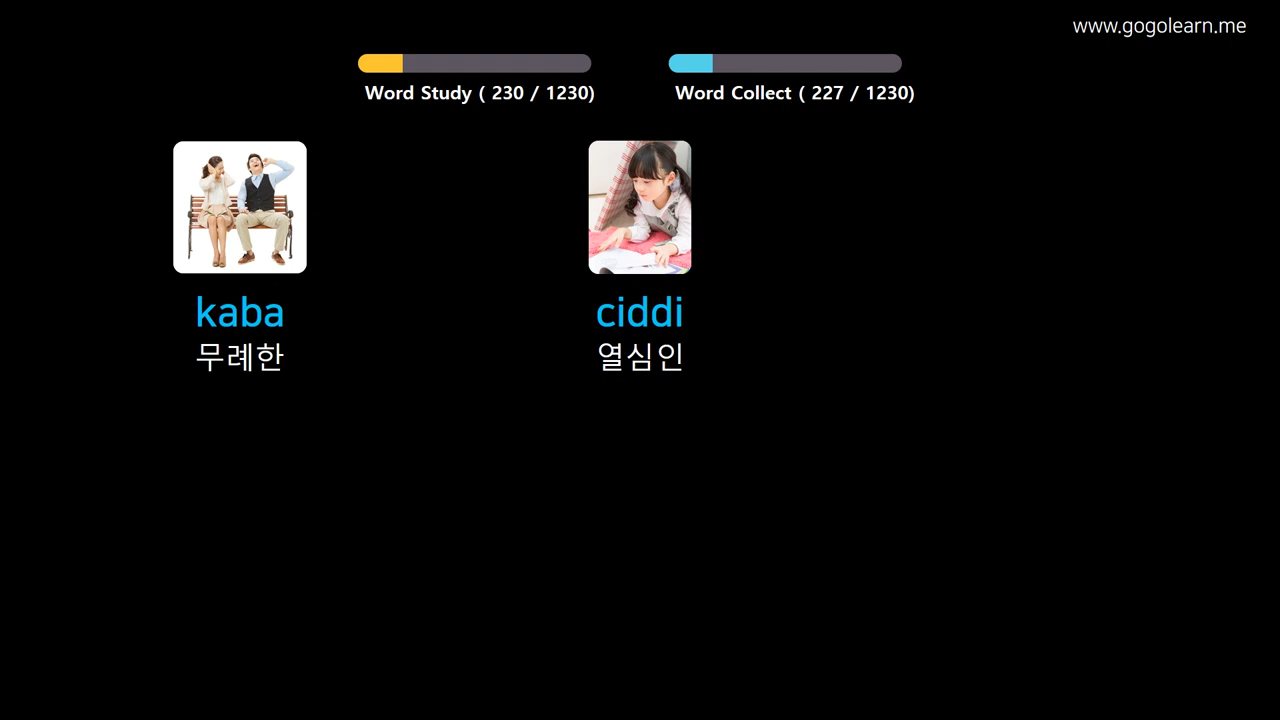 www.gogolearn.me
Word Study ( 230 / 1230)
Word Collect ( 227 / 1230)
kaba
무례한
ciddi
열심인